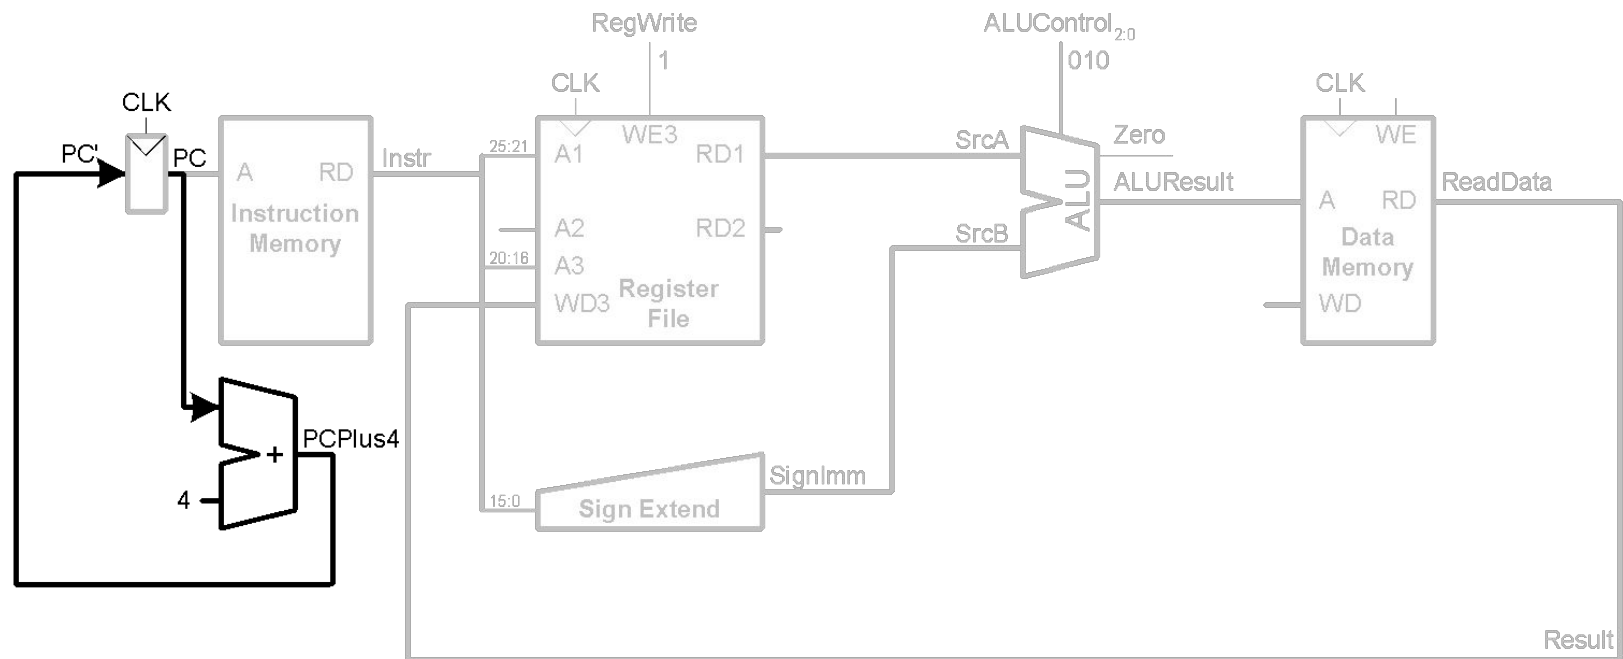 RegWrite
ALUControl2:0
1
010
CLK
CLK
CLK
PC'
PC
A
RD
Instruction
Memory
Instr
25:21
A1
WE3
RD1
A2
RD2
20:16
A3
WD3
Register
File
SrcA
SrcB
ALU
Zero
ALUResult
WE
A
RD
Data
Memory
WD
ReadData
4
+
PCPlus4
15:0
Sign Extend
SignImm
Result